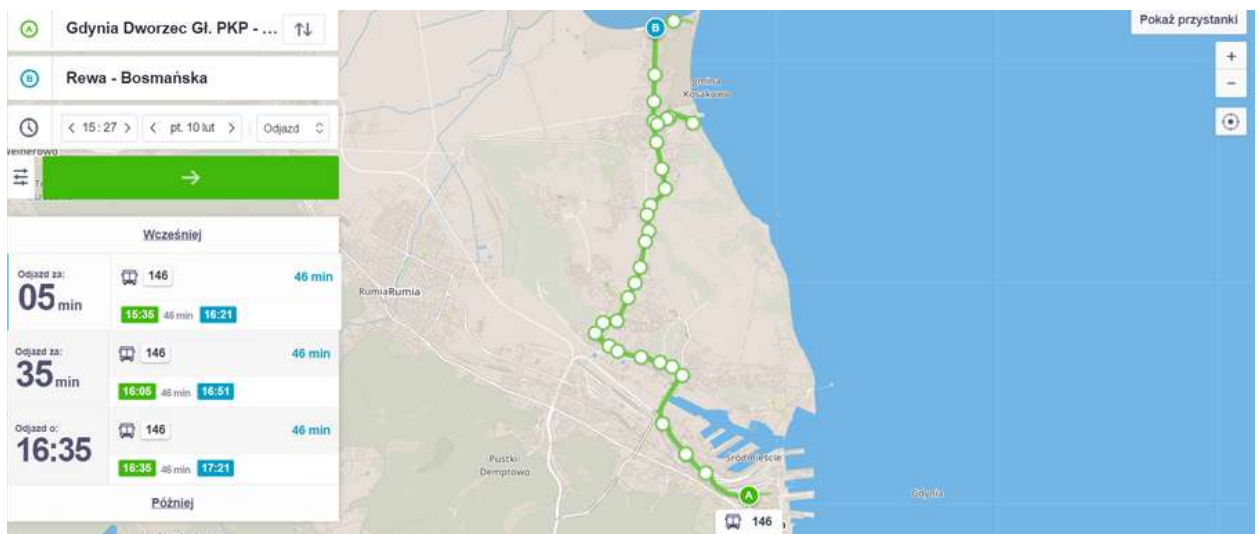 A
Gdynia Dworzec Gł. PKP - ...
B
Rewa - Bosmańska
< 15:27 >
< pt. 10 lut >
Odjazd
Wcześniej
Odjazd za:
05 min
146
46 min
15:35 46 min 16:21
Odjazd za:
35 min
146
46 min
16:05 46 min 16:51
Odjazd o:
16:35
146
46 min
16:35 46 min 17:21
Później
Pokaż przystanki
+
−
B
gmina
Kosakowo
RumiaRumia
Pustki
Demptowo
Śródmieście
A
146
Gdynia